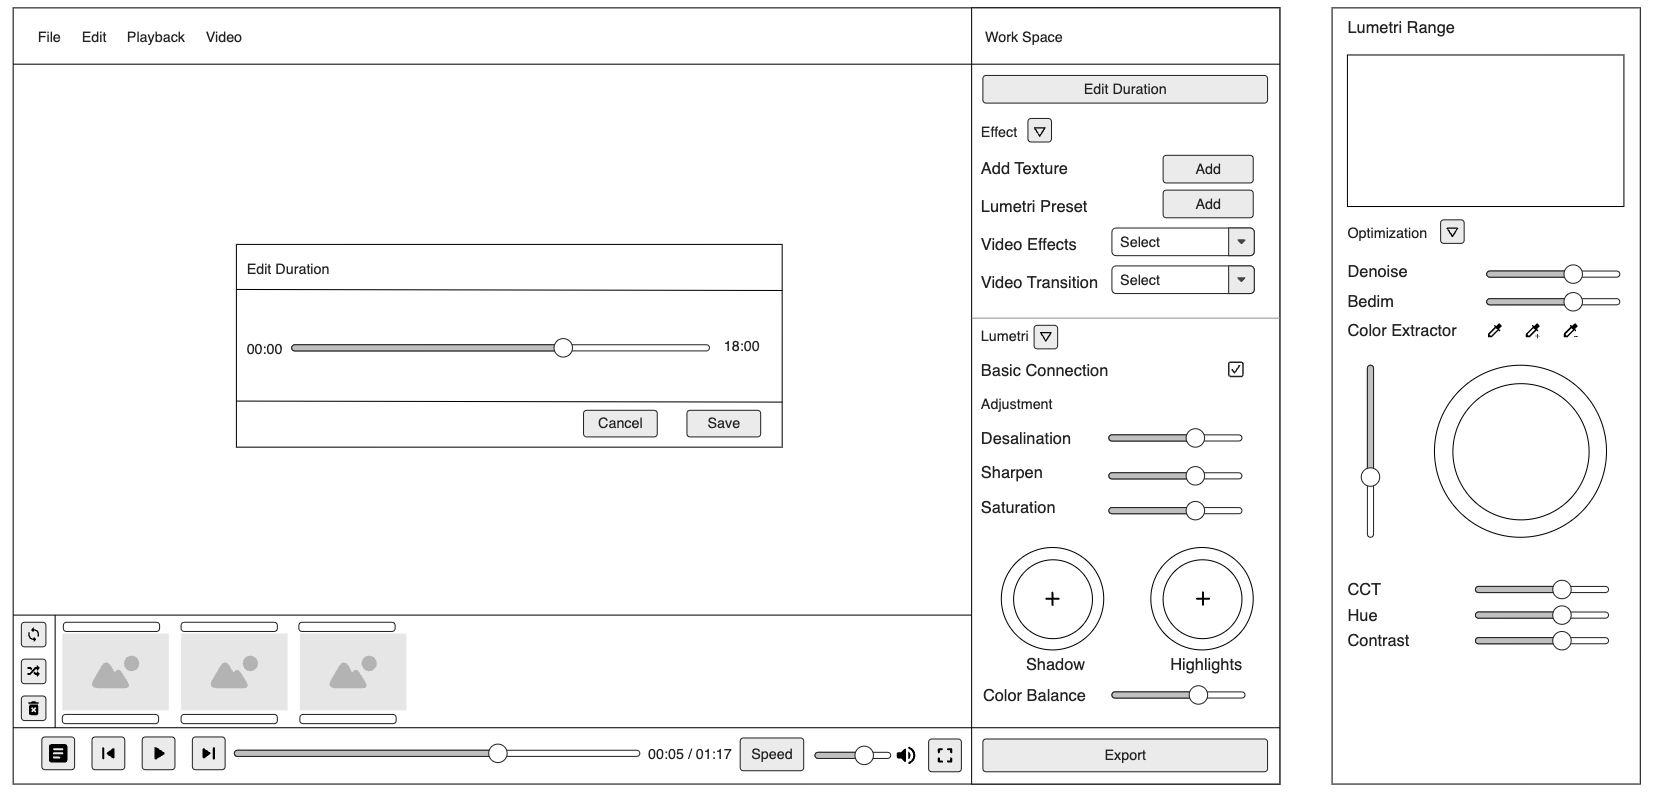 File Edit Playback Video
Work Space
Edit Duration
Effect
Add Texture Add
Lumetri Preset Add
Video Effects Select
Video Transition Select
Lumetri
Basic Connection
Adjustment
Desalination
Sharpen
Saturation
Shadow Highlights
Color Balance
Export
Edit Duration
00:00 18:00
Cancel Save
00:05 / 01:17 Speed
Lumetri Range
Optimization
Denoise
Bedim
Color Extractor
CCT
Hue
Contrast